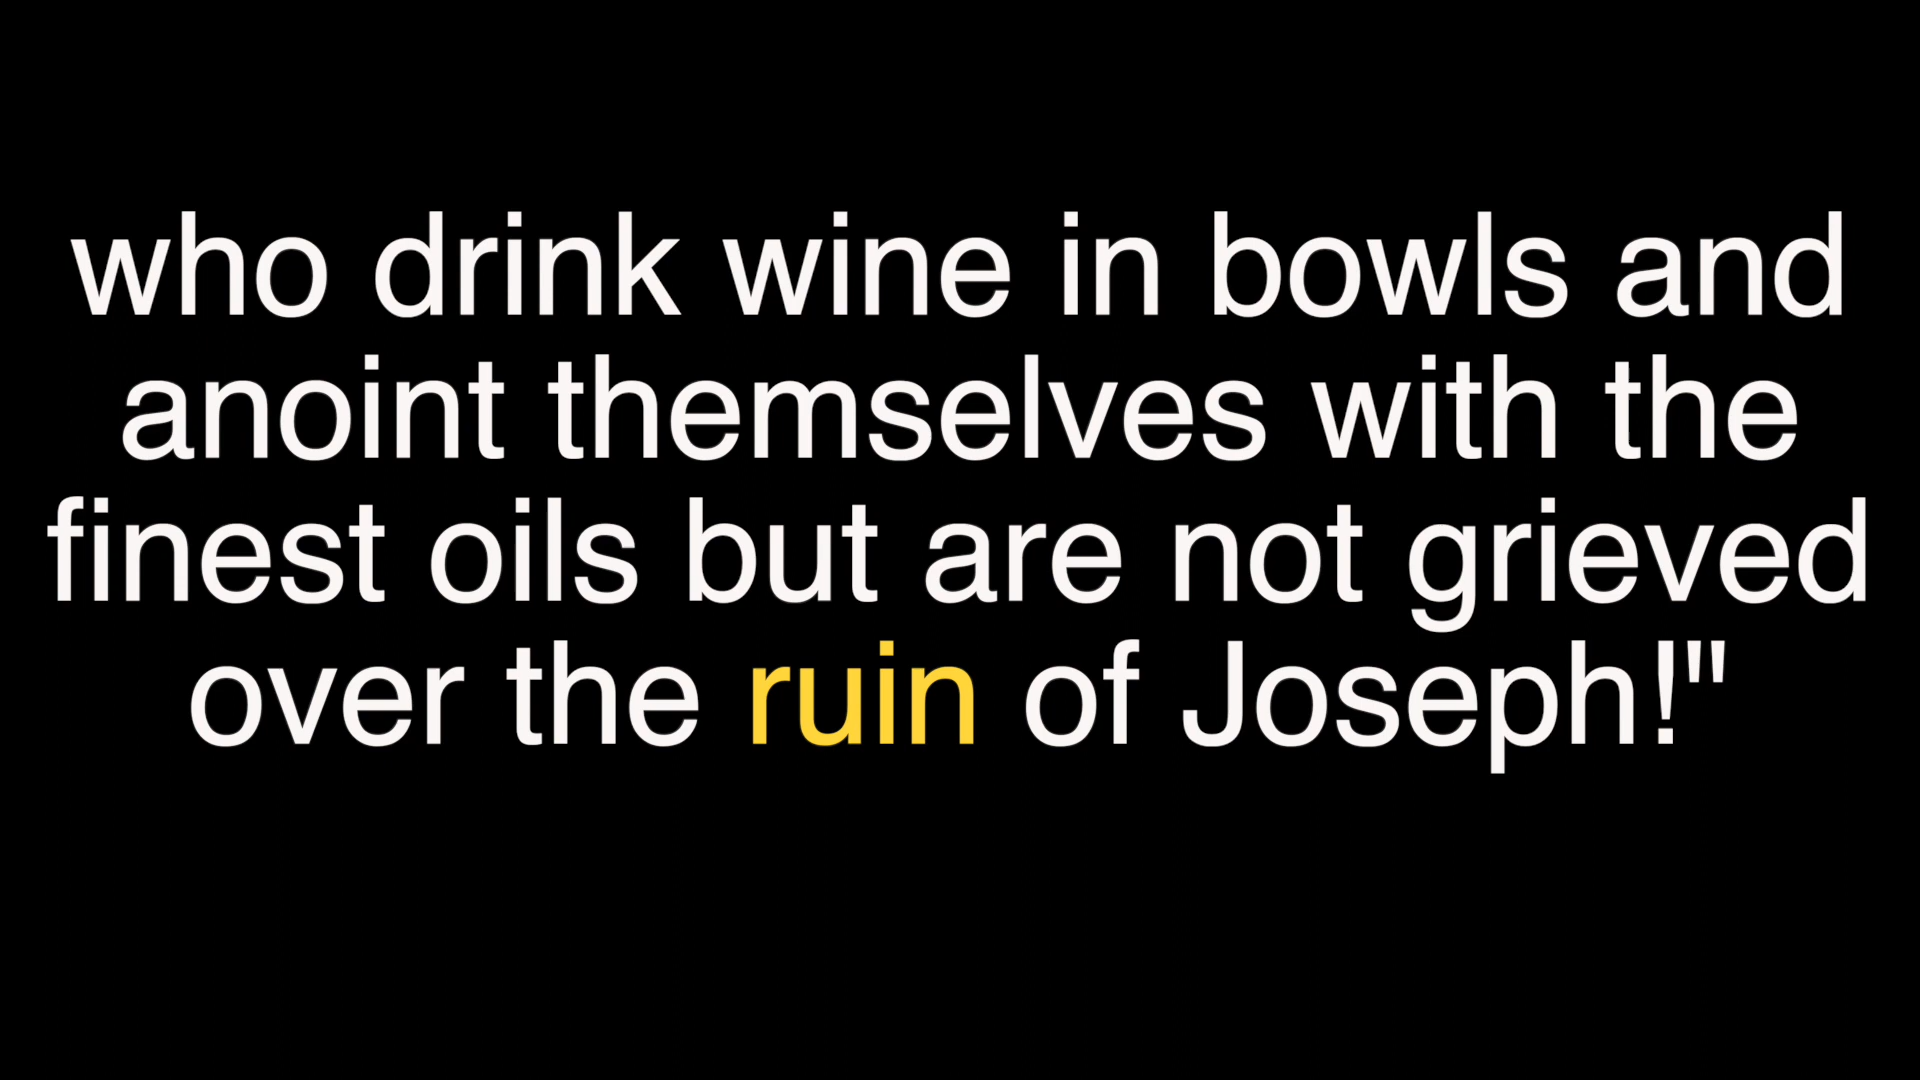 who drink wine in bowls and
anoint themselves with the
finest oils but are not grieved
over the ruin of Joseph!"